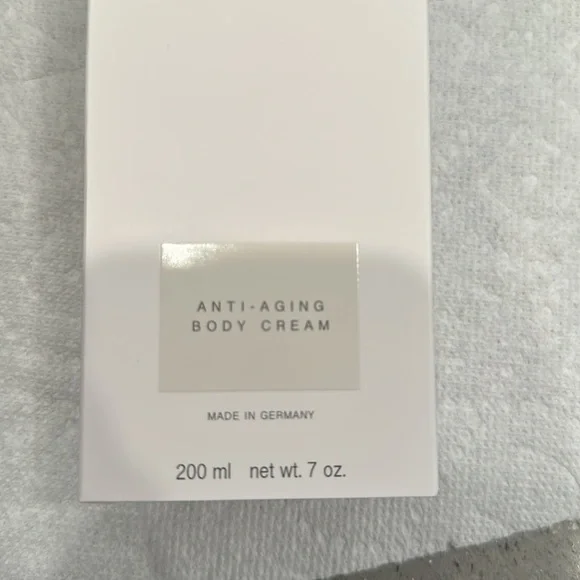 ANTI-AGING
BODY CREAM
MADE IN GERMANY
200 ml net wt. 7 oz.